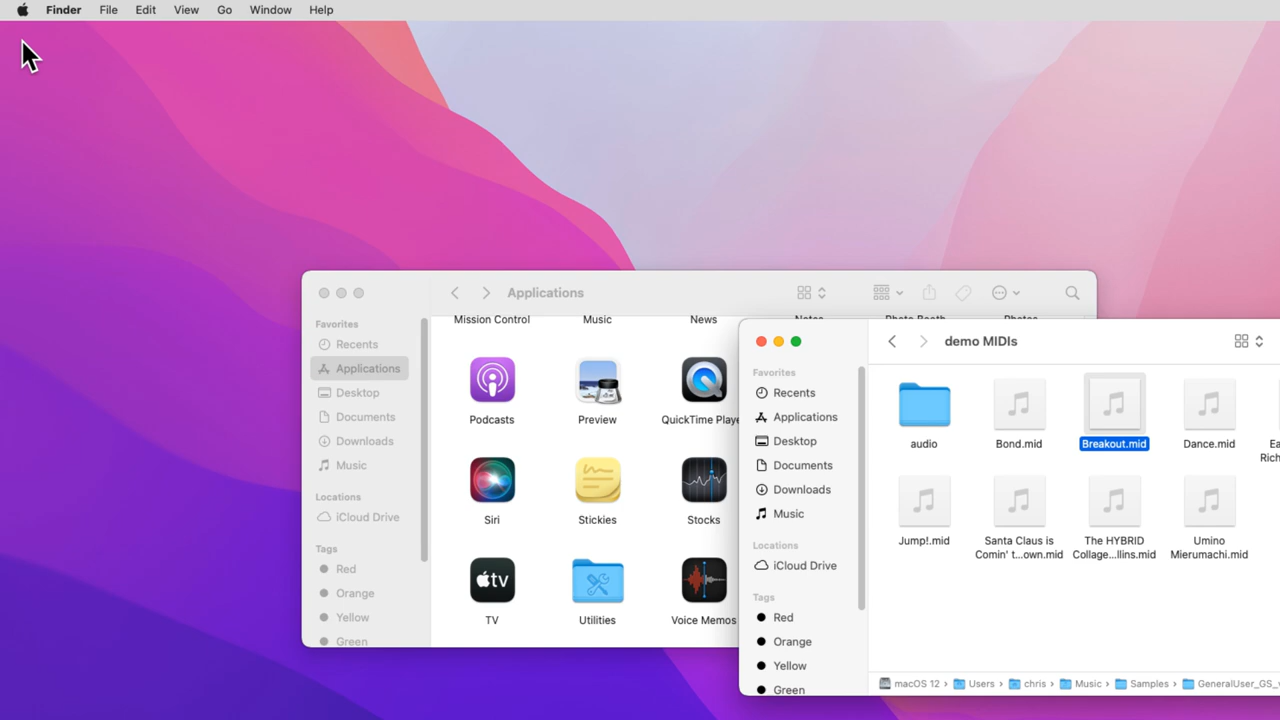 Finder File Edit View Go Window Help
Applications
Favorites
Recents
Applications
Desktop
Documents
Downloads
Music
Locations
iCloud Drive
Tags
Red
Orange
Yellow
Green
Mission Control Music News
Podcasts Preview QuickTime Playe
Siri Stickies Stocks
tv
TV Utilities Voice Memos
demo MIDIs
Favorites
Recents
Applications
Desktop
Documents
Downloads
Music
Locations
iCloud Drive
Tags
Red
Orange
Yellow
Green
audio Bond.mid Breakout.mid Dance.mid Ea
Rich
Jump!.mid Santa Claus is The HYBRID Umino
Comin' t...own.mid Collage...llins.mid Mierumachi.mid
macOS 12 › Users › chris › Music › Samples › GeneralUser_GS_